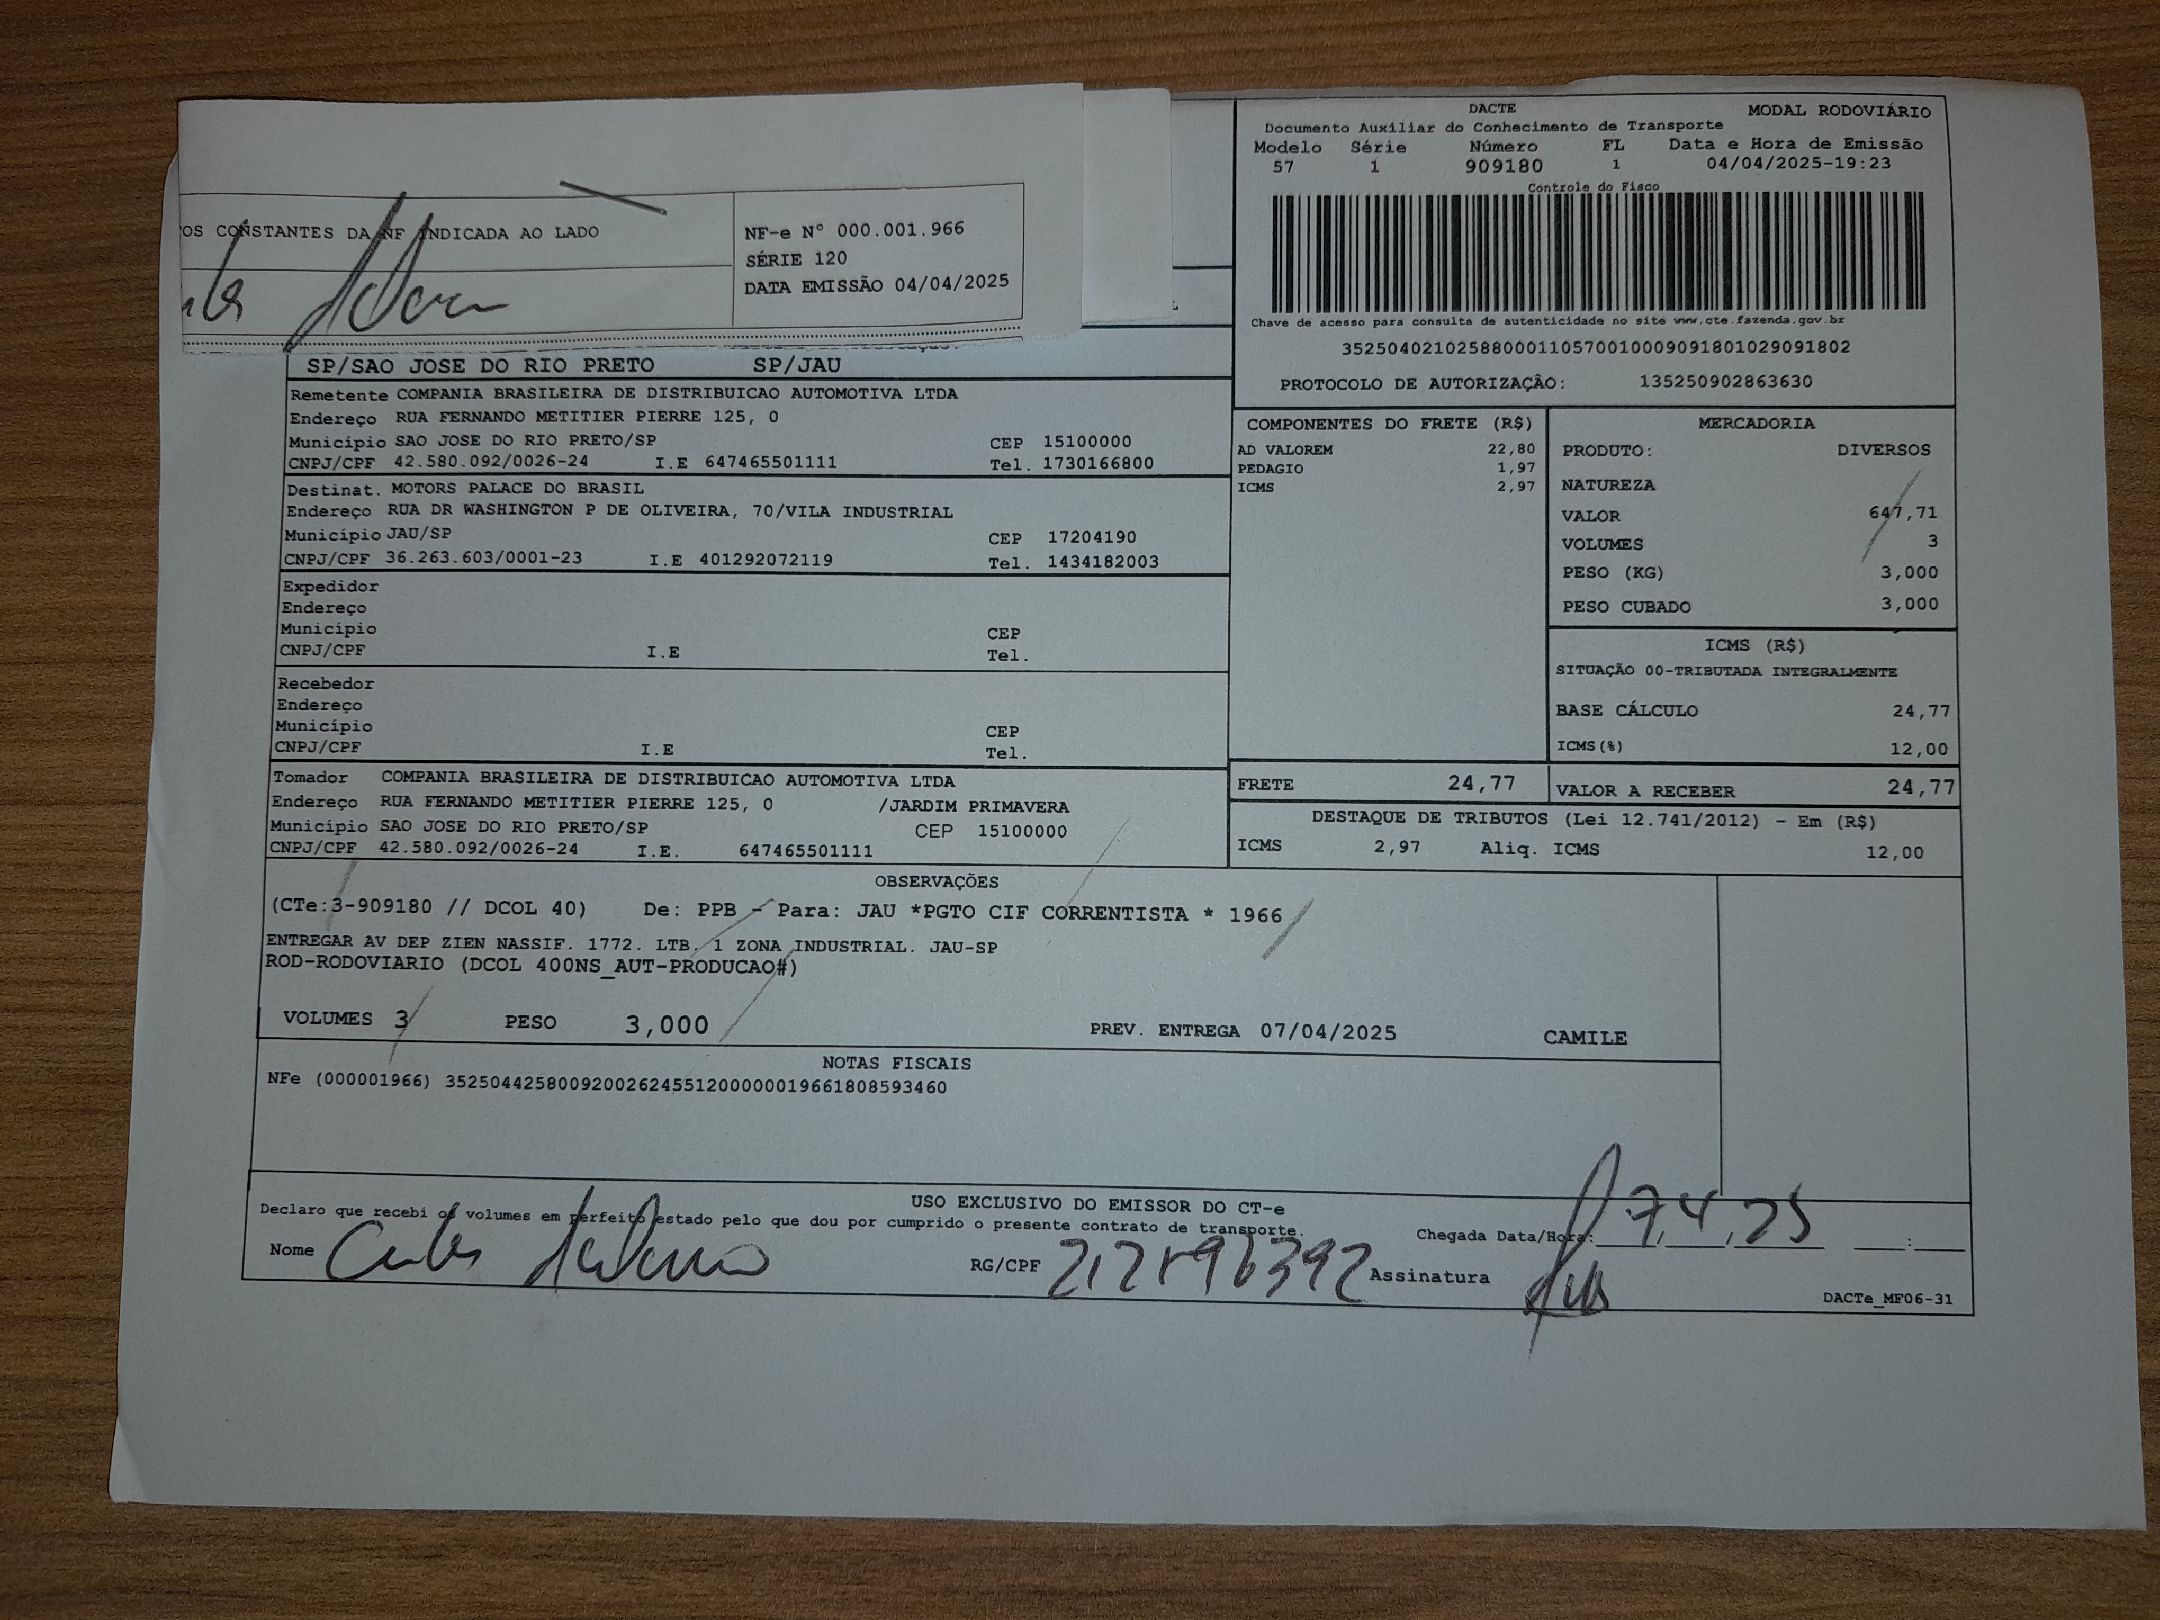 OS CONSTANTES DA NF INDICADA AO LADO
NF-e N° 000.001.966
SÉRIE 120
DATA EMISSÃO 04/04/2025
DACTE
MODAL RODOVIÁRIO
Documento Auxiliar do Conhecimento de Transporte
Modelo Série Número FL Data e Hora de Emissão
57 1 909180 1 04/04/2025-19:23
Controle do Fisco
Chave de acesso para consulta de autenticidade no site www.cte.fazenda.gov.br
35250402102588000110570010009091801029091802
PROTOCOLO DE AUTORIZAÇÃO: 135250902863630
SP/SAO JOSE DO RIO PRETO SP/JAU
Remetente COMPANIA BRASILEIRA DE DISTRIBUICAO AUTOMOTIVA LTDA
Endereço RUA FERNANDO METITIER PIERRE 125, 0
Município SAO JOSE DO RIO PRETO/SP CEP 15100000
CNPJ/CPF 42.580.092/0026-24 I.E 647465501111 Tel. 1730166800
Destinat. MOTORS PALACE DO BRASIL
Endereço RUA DR WASHINGTON P DE OLIVEIRA, 70/VILA INDUSTRIAL
Município JAU/SP CEP 17204190
CNPJ/CPF 36.263.603/0001-23 I.E 401292072119 Tel. 1434182003
Expedidor
Endereço
Município CEP
CNPJ/CPF I.E Tel.
Recebedor
Endereço
Município CEP
CNPJ/CPF I.E Tel.
Tomador COMPANIA BRASILEIRA DE DISTRIBUICAO AUTOMOTIVA LTDA
Endereço RUA FERNANDO METITIER PIERRE 125, 0 /JARDIM PRIMAVERA
Município SAO JOSE DO RIO PRETO/SP CEP 15100000
CNPJ/CPF 42.580.092/0026-24 I.E. 647465501111
COMPONENTES DO FRETE (R$)
AD VALOREM 22,80
PEDAGIO 1,97
ICMS 2,97
MERCADORIA
PRODUTO: DIVERSOS
NATUREZA
VALOR 647,71
VOLUMES 3
PESO (KG) 3,000
PESO CUBADO 3,000
ICMS (R$)
SITUAÇÃO 00-TRIBUTADA INTEGRALMENTE
BASE CÁLCULO 24,77
ICMS(%) 12,00
FRETE 24,77
VALOR A RECEBER 24,77
DESTAQUE DE TRIBUTOS (Lei 12.741/2012) - Em (R$)
ICMS 2,97 Aliq. ICMS 12,00
OBSERVAÇÕES
(CTe:3-909180 // DCOL 40) De: PPB - Para: JAU *PGTO CIF CORRENTISTA * 1966
ENTREGAR AV DEP ZIEN NASSIF. 1772. LTB. 1 ZONA INDUSTRIAL. JAU-SP
ROD-RODOVIARIO (DCOL 400NS_AUT-PRODUCAO#)
VOLUMES 3 PESO 3,000 PREV. ENTREGA 07/04/2025 CAMILE
NOTAS FISCAIS
NFe (000001966) 35250442580092002624551200000019661808593460
USO EXCLUSIVO DO EMISSOR DO CT-e
Declaro que recebi os volumes em perfeito estado pelo que dou por cumprido o presente contrato de transporte.
Chegada Data/Hora: 7, 4, 25 :
Nome
RG/CPF
Assinatura
DACTe_MF06-31